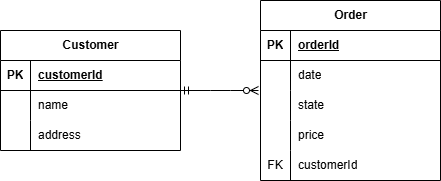 Customer
PK customerId
name
address
Order
PK orderId
date
state
price
FK customerId